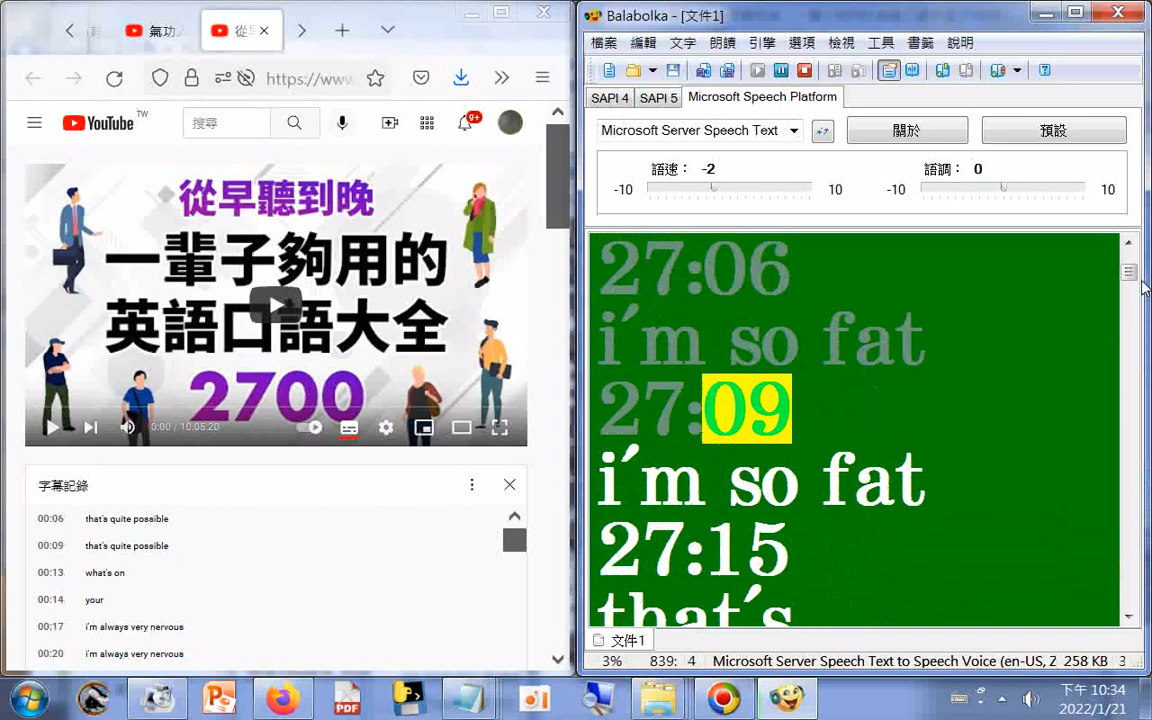 氣功
從
https://www
YouTube TW
搜尋
9+
從早聽到晚
一輩子夠用的
英語口語大全
2700
0:00 / 10:05:20
字幕記錄
00:06 that's quite possible
00:09 that's quite possible
00:13 what's on
00:14 your
00:17 i'm always very nervous
00:20 i'm always very nervous
Balabolka - [文件1]
檔案 編輯 文字 朗讀 引擎 選項 檢視 工具 書籤 說明
SAPI 4 SAPI 5 Microsoft Speech Platform
Microsoft Server Speech Text 關於 預設
語速： -2 語調： 0
-10 10 -10 10
27:06
i'm so fat
27:09
i'm so fat
27:15
that's
文件1
3% 839: 4 Microsoft Server Speech Text to Speech Voice (en-US, Z 258 KB 3
PDF
下午 10:34
2022/1/21